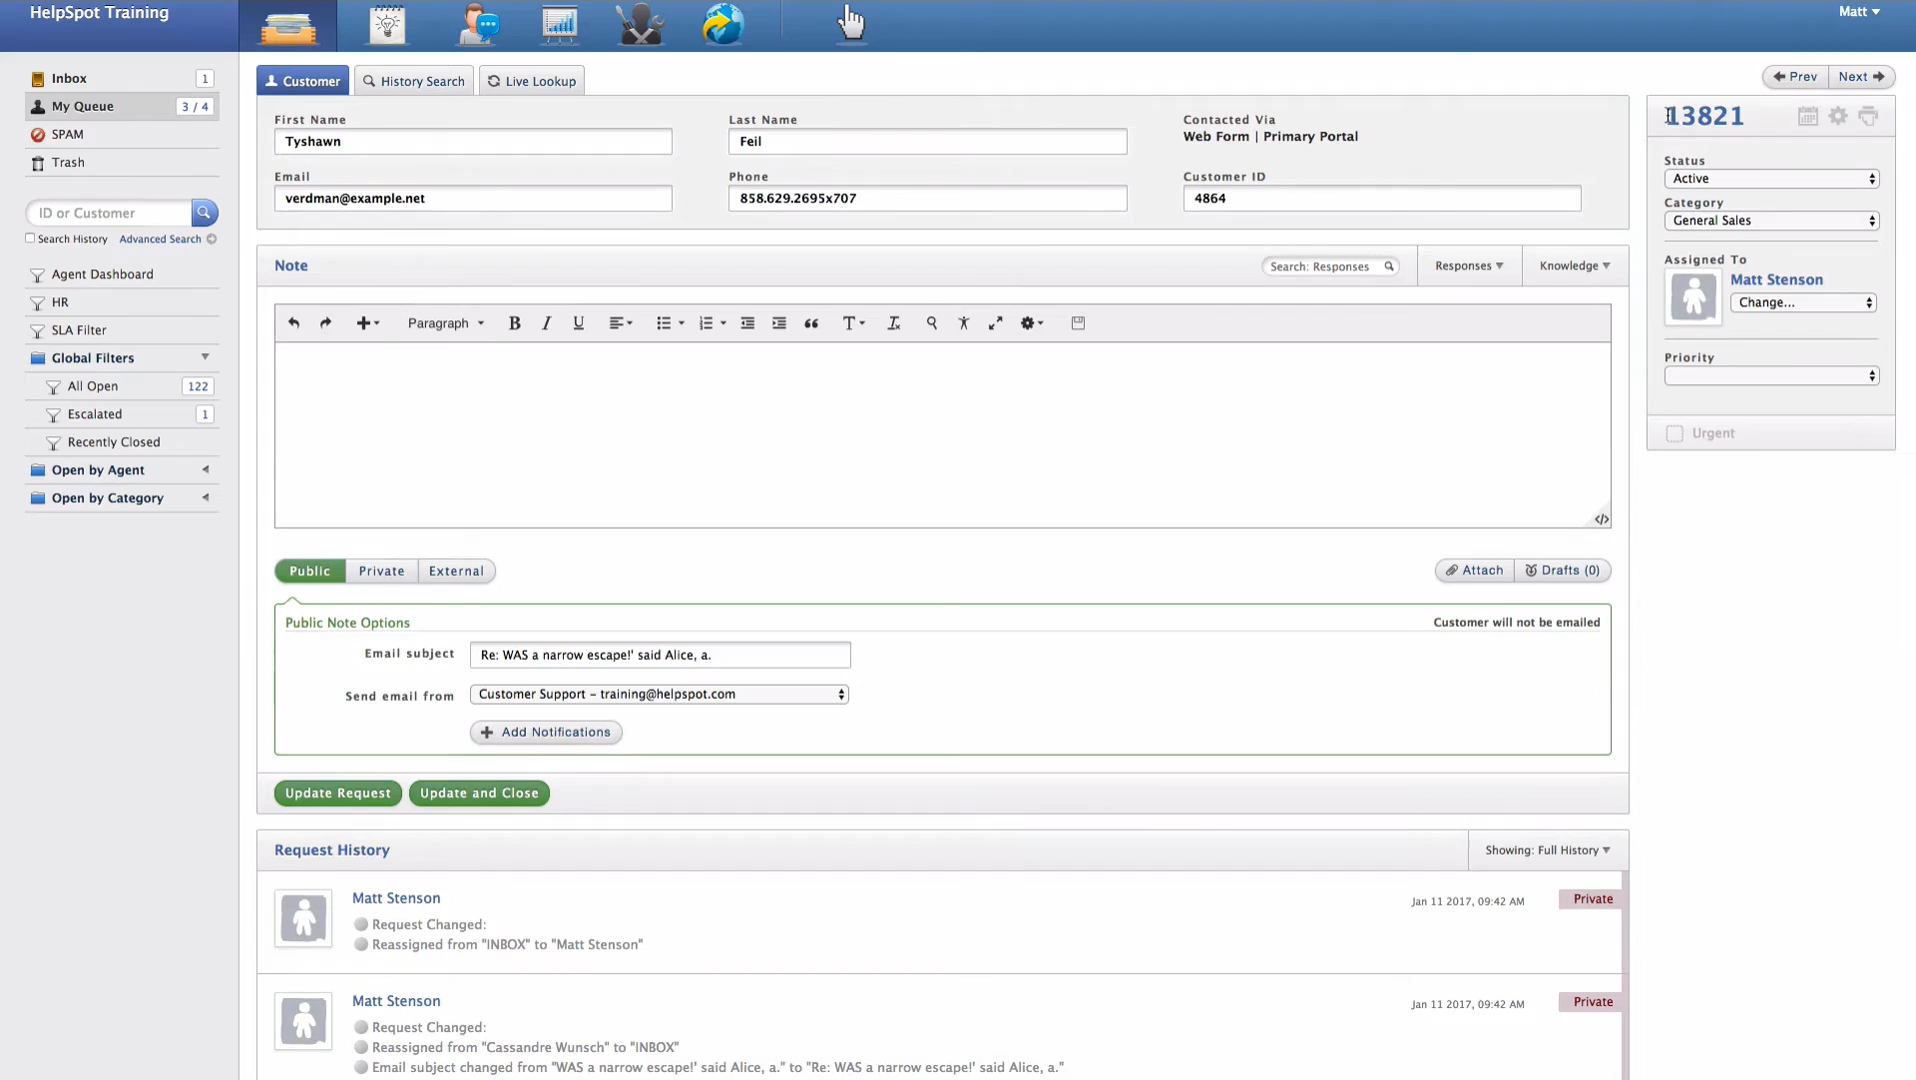 HelpSpot Training
Matt
Inbox 1
My Queue 3 / 4
SPAM
Trash
ID or Customer
Search History Advanced Search
Agent Dashboard
HR
SLA Filter
Global Filters
All Open 122
Escalated 1
Recently Closed
Open by Agent
Open by Category
Customer History Search Live Lookup
Prev Next
First Name
Tyshawn
Last Name
Feil
Contacted Via
Web Form | Primary Portal
Email
verdman@example.net
Phone
858.629.2695x707
Customer ID
4864
13821
Status
Active
Category
General Sales
Assigned To
Matt Stenson
Change...
Priority
Urgent
Note
Search: Responses
Responses
Knowledge
Paragraph B I U T
Public Private External
Attach Drafts (0)
Public Note Options
Customer will not be emailed
Email subject Re: WAS a narrow escape!' said Alice, a.
Send email from Customer Support – training@helpspot.com
Add Notifications
Update Request Update and Close
Request History
Showing: Full History
Matt Stenson
Jan 11 2017, 09:42 AM
Private
Request Changed:
Reassigned from "INBOX" to "Matt Stenson"
Matt Stenson
Jan 11 2017, 09:42 AM
Private
Request Changed:
Reassigned from "Cassandre Wunsch" to "INBOX"
Email subject changed from "WAS a narrow escape!' said Alice, a." to "Re: WAS a narrow escape!' said Alice, a."